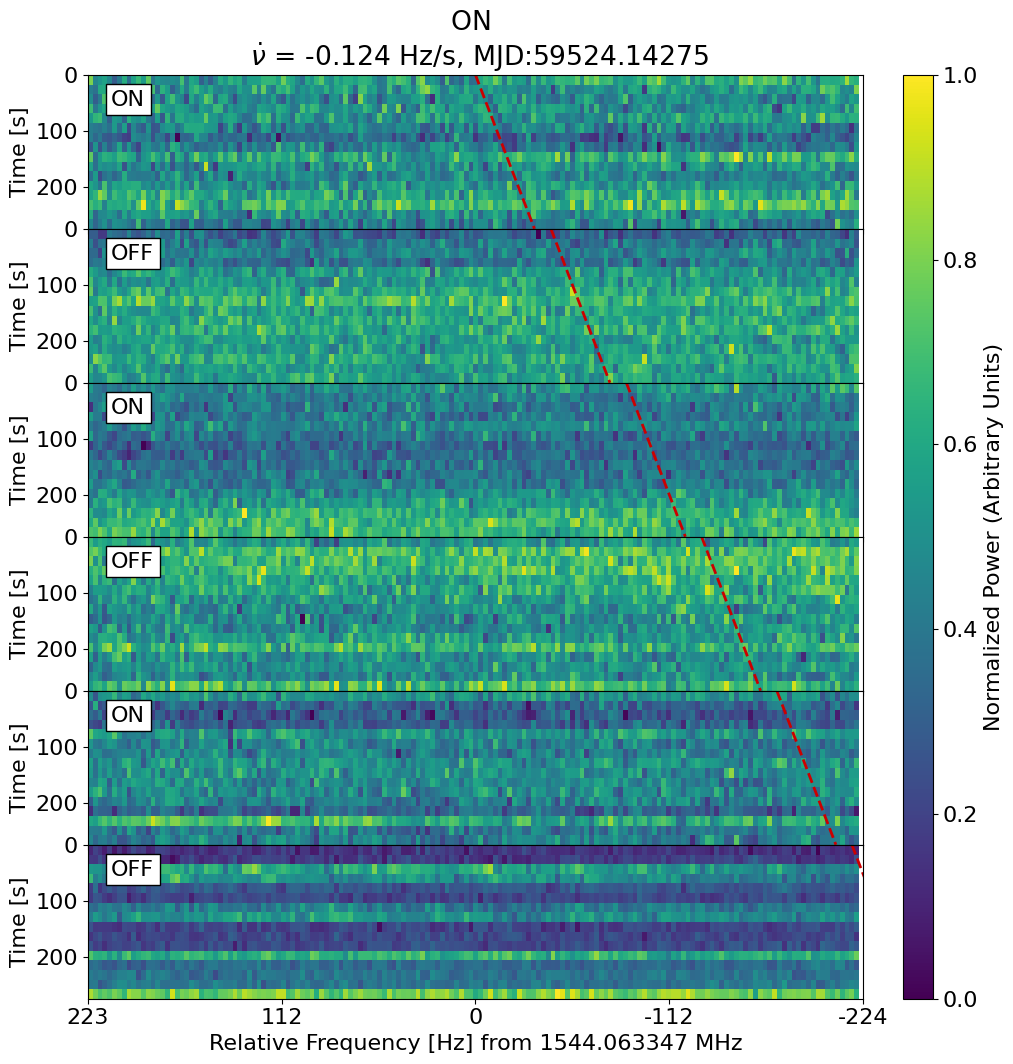 ON
ν̇ = -0.124 Hz/s, MJD:59524.14275
0
ON
100
200
Time [s]
0
OFF
100
200
Time [s]
0
ON
100
200
Time [s]
0
OFF
100
200
Time [s]
0
ON
100
200
Time [s]
0
OFF
100
200
Time [s]
223 112 0 -112 -224
Relative Frequency [Hz] from 1544.063347 MHz
1.0
0.8
0.6
0.4
0.2
0.0
Normalized Power (Arbitrary Units)